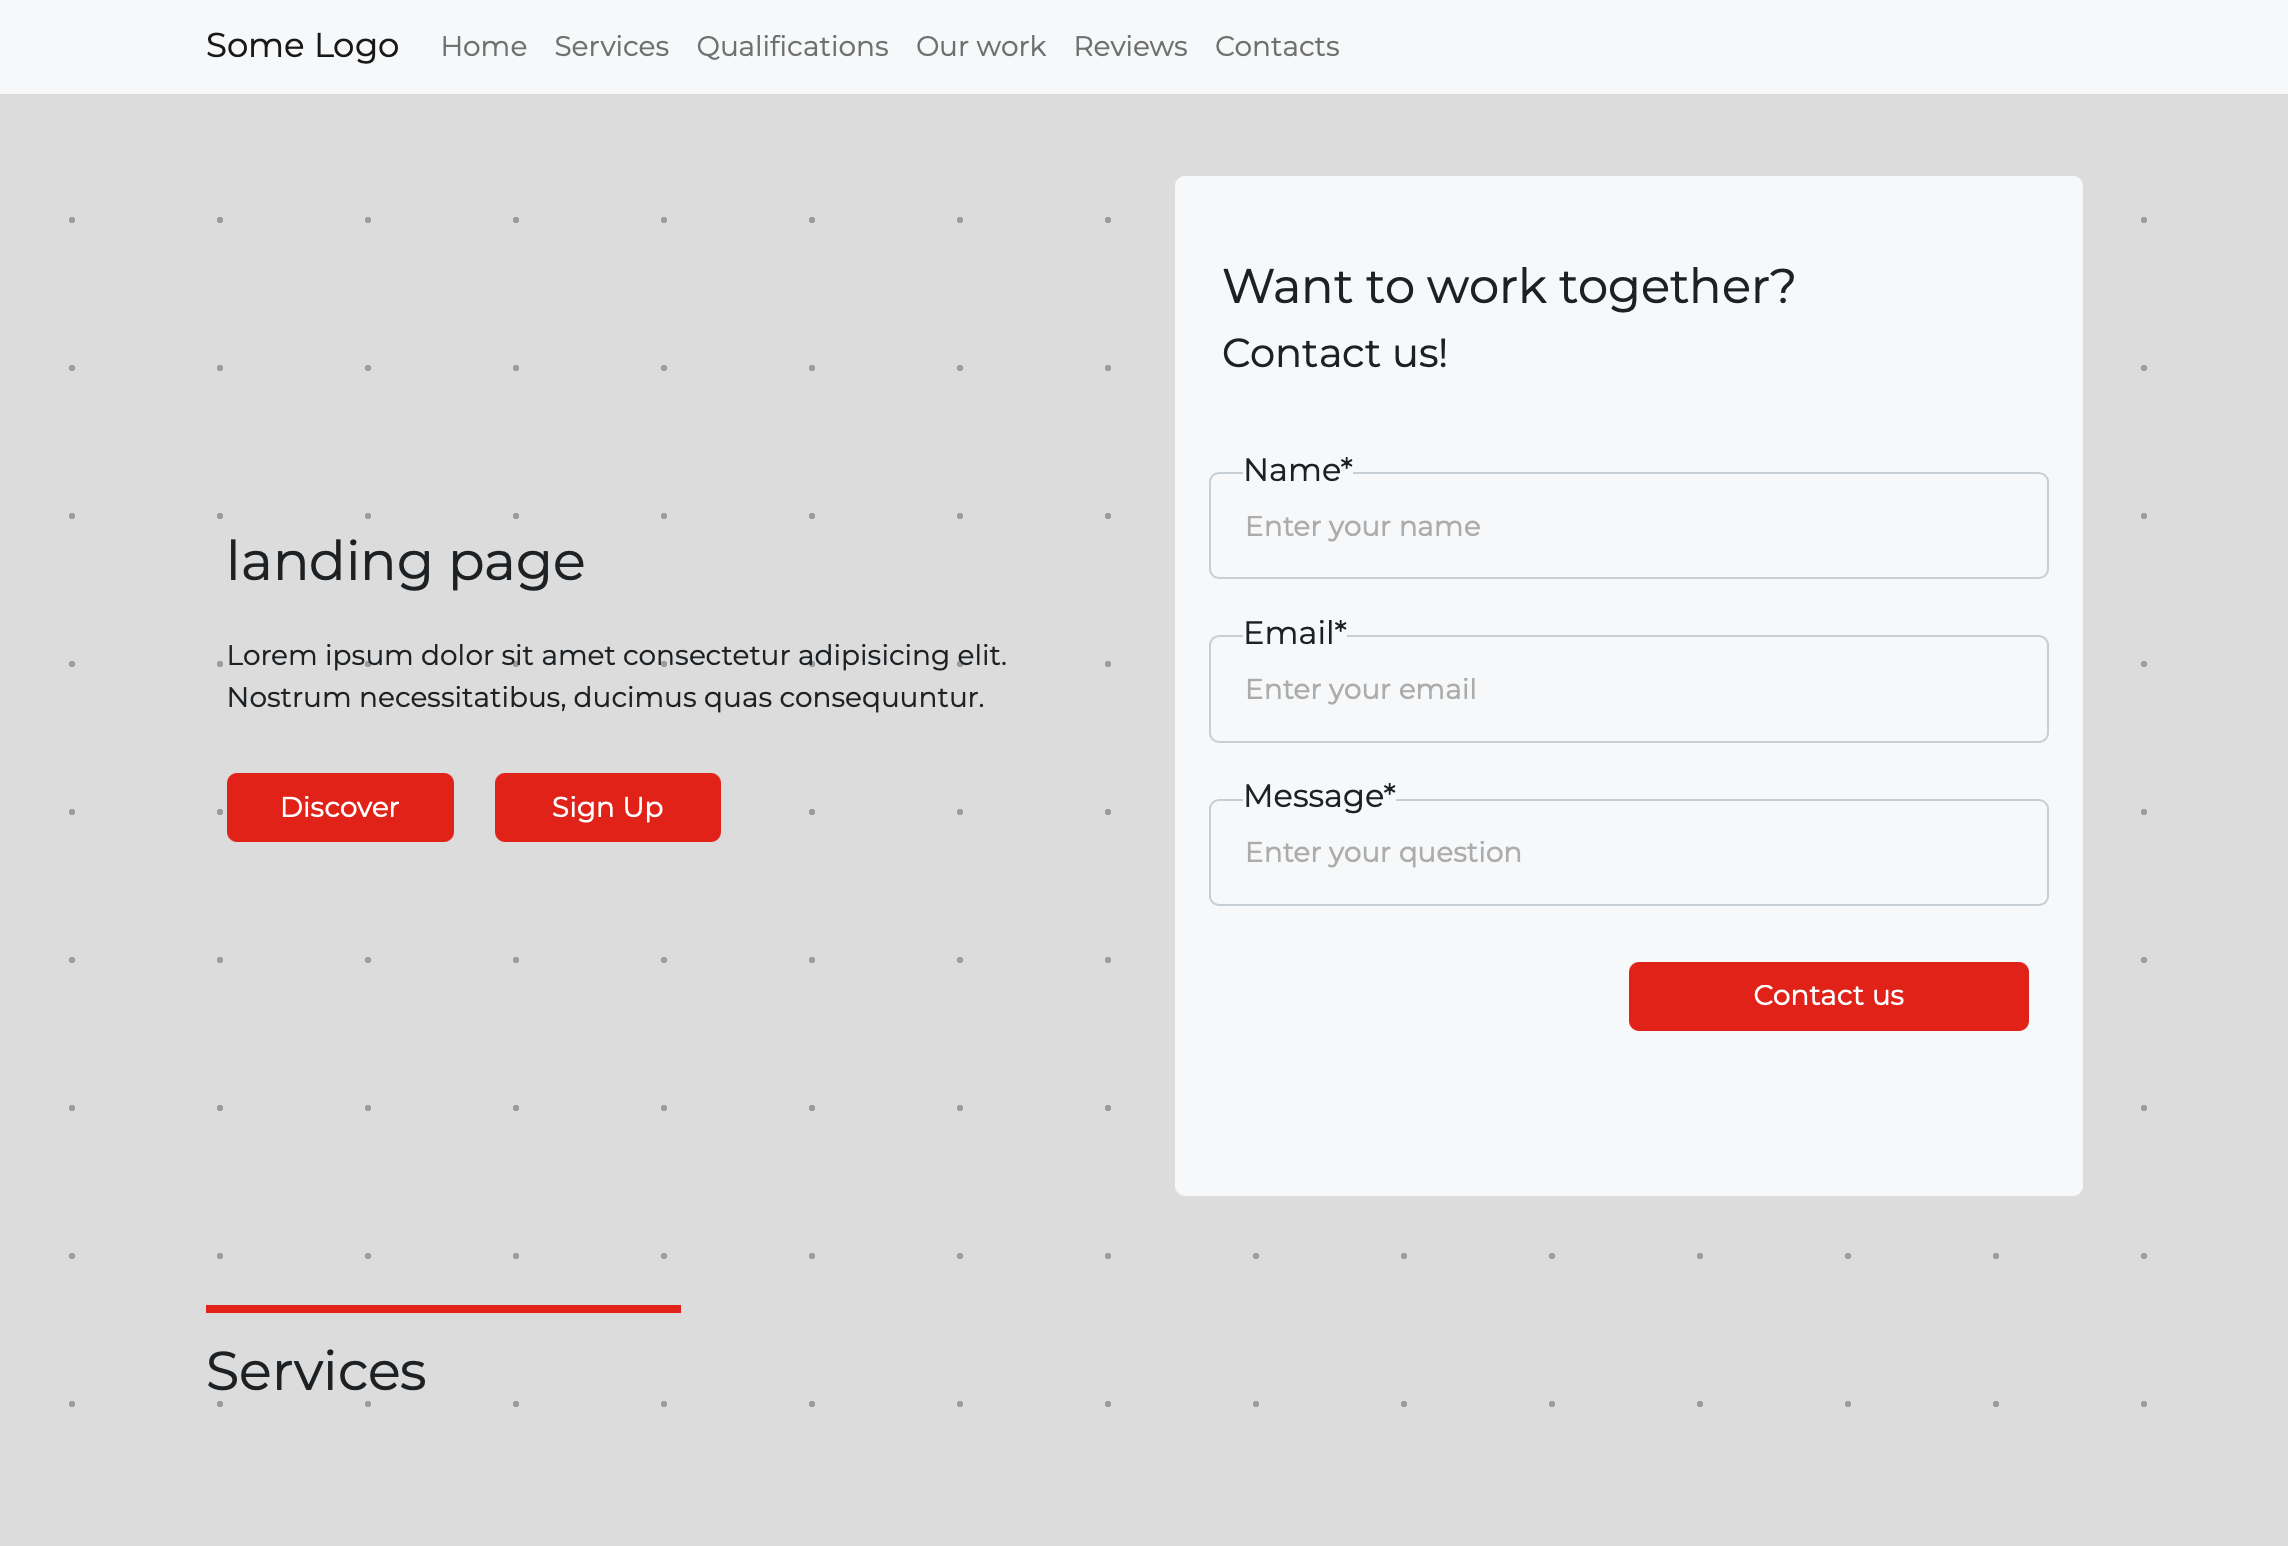 Some Logo Home Services Qualifications Our work Reviews Contacts
landing page
Lorem ipsum dolor sit amet consectetur adipisicing elit.
Nostrum necessitatibus, ducimus quas consequuntur.
Discover Sign Up
Want to work together?
Contact us!
Name*
Enter your name
Email*
Enter your email
Message*
Enter your question
Contact us
Services